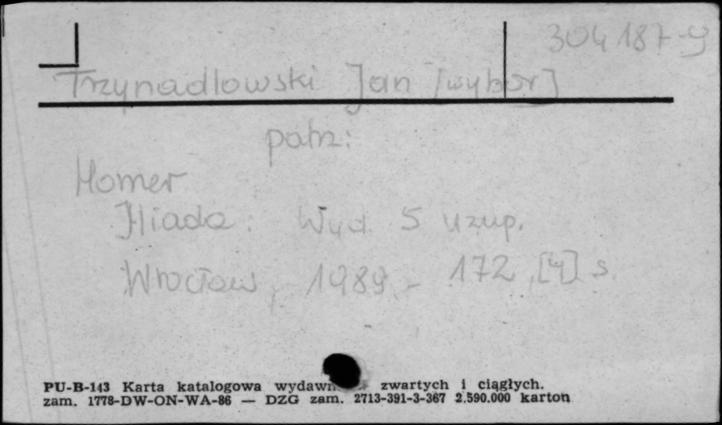 304187-9
Trzynadlowski Jan [wybór]
patrz:
Homer
Iliada. Wyd. 5 uzup.
Wrocław, 1989. - 172, [4] s.
PU-B-143 Karta katalogowa zwartych i ciągłych.
zam. 1778-DW-ON-WA-86 — DZG zam. 2713-391-3-367 2.590.000 karton